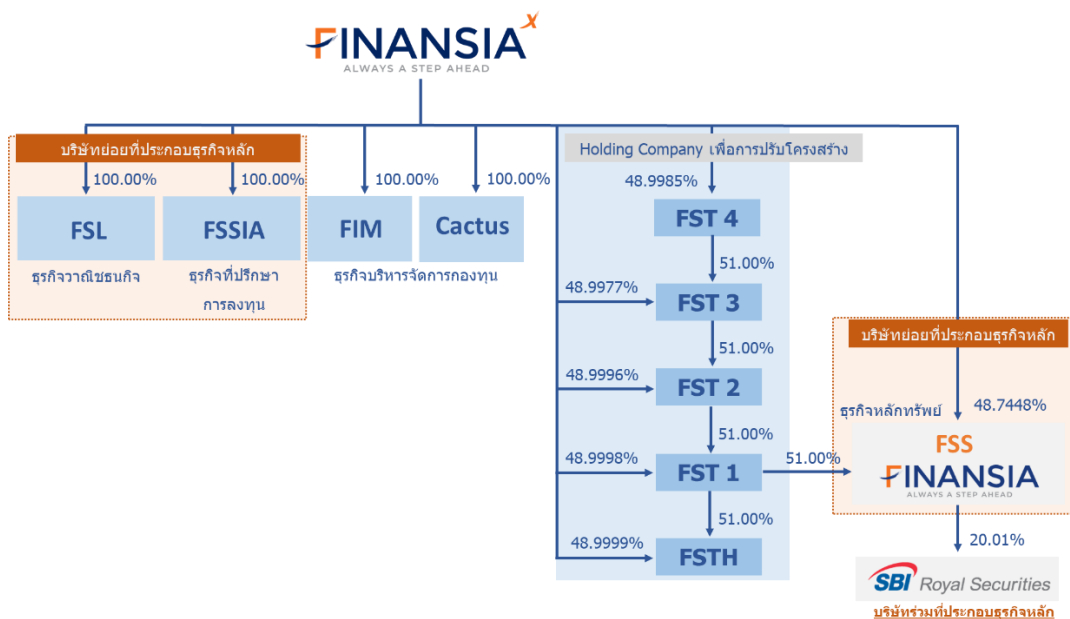 FINANSIA X
ALWAYS A STEP AHEAD
บริษัทย่อยที่ประกอบธุรกิจหลัก
100.00%
100.00%
100.00%
100.00%
FSL
FSSIA
FIM
Cactus
ธุรกิจวาณิชธนกิจ
ธุรกิจที่ปรึกษา
การลงทุน
ธุรกิจบริหารจัดการกองทุน
Holding Company เพื่อการปรับโครงสร้าง
48.9985%
FST 4
51.00%
48.9977%
FST 3
51.00%
48.9996%
FST 2
51.00%
48.9998%
FST 1
51.00%
51.00%
48.9999%
FSTH
บริษัทย่อยที่ประกอบธุรกิจหลัก
48.7448%
ธุรกิจหลักทรัพย์
FSS
FINANSIA
ALWAYS A STEP AHEAD
20.01%
SBI Royal Securities
บริษัทร่วมที่ประกอบธุรกิจหลัก